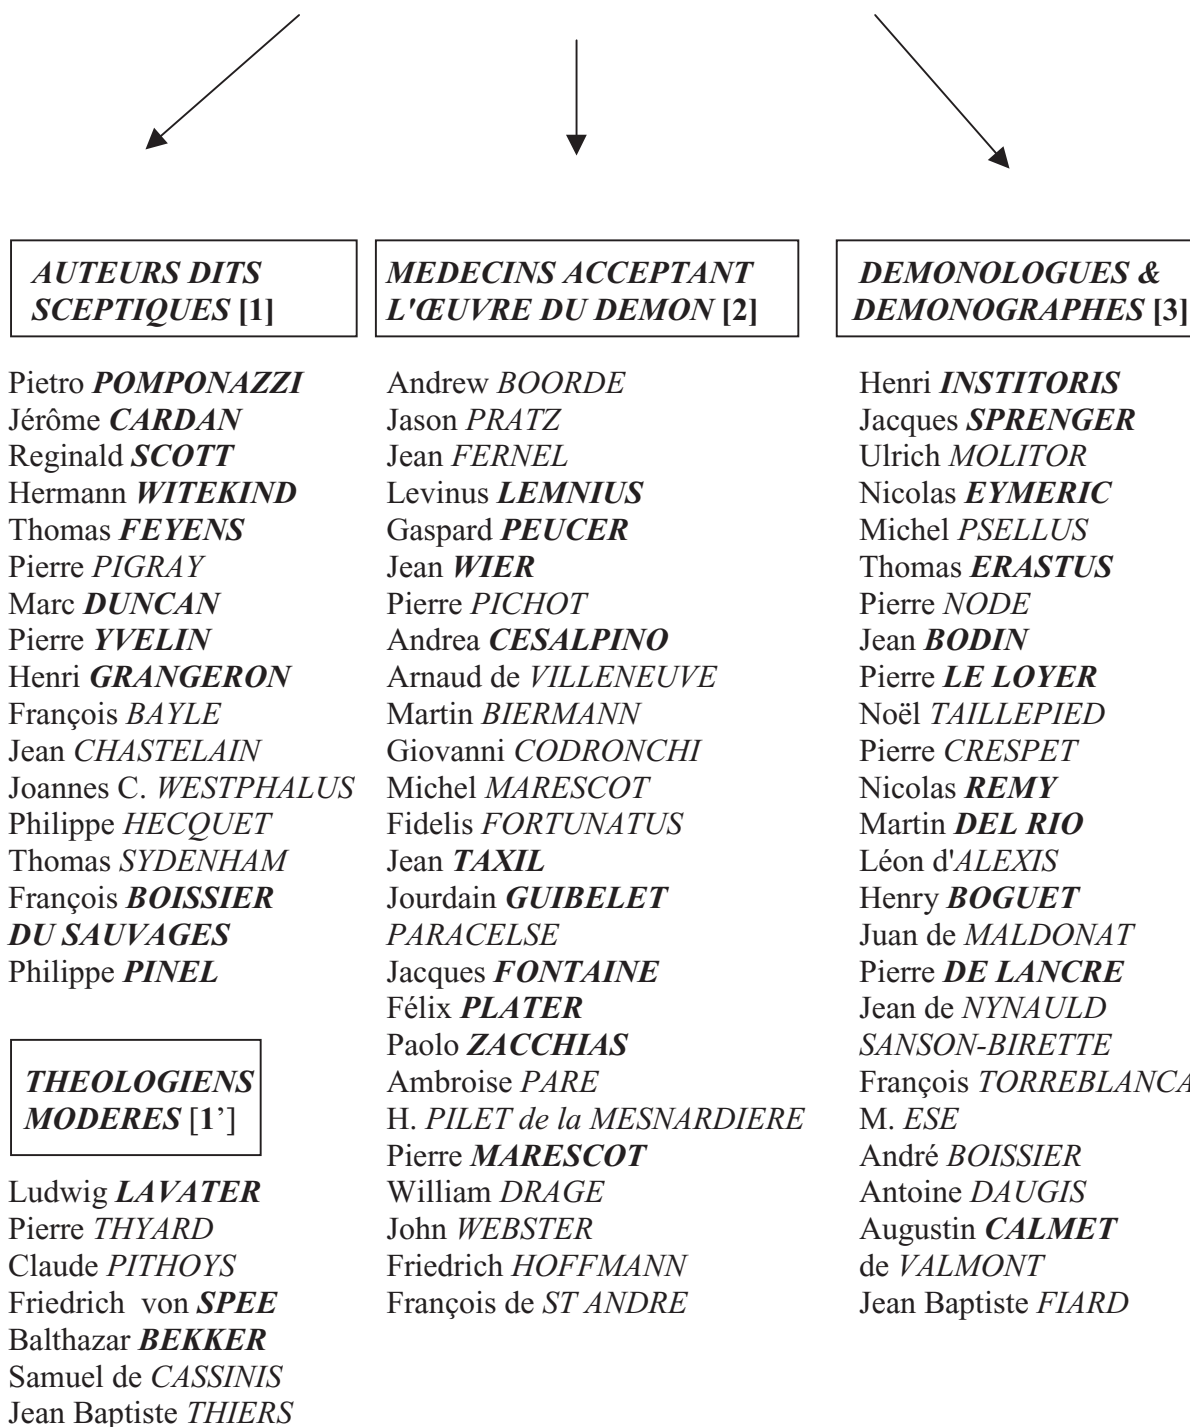 AUTEURS DITS
SCEPTIQUES [1]
Pietro POMPONAZZI
Jérôme CARDAN
Reginald SCOTT
Hermann WITEKIND
Thomas FEYENS
Pierre PIGRAY
Marc DUNCAN
Pierre YVELIN
Henri GRANGERON
François BAYLE
Jean CHASTELAIN
Joannes C. WESTPHALUS
Philippe HECQUET
Thomas SYDENHAM
François BOISSIER
DU SAUVAGES
Philippe PINEL
THEOLOGIENS
MODERES [1’]
Ludwig LAVATER
Pierre THYARD
Claude PITHOYS
Friedrich von SPEE
Balthazar BEKKER
Samuel de CASSINIS
Jean Baptiste THIERS
MEDECINS ACCEPTANT
L'ŒUVRE DU DEMON [2]
Andrew BOORDE
Jason PRATZ
Jean FERNEL
Levinus LEMNIUS
Gaspard PEUCER
Jean WIER
Pierre PICHOT
Andrea CESALPINO
Arnaud de VILLENEUVE
Martin BIERMANN
Giovanni CODRONCHI
Michel MARESCOT
Fidelis FORTUNATUS
Jean TAXIL
Jourdain GUIBELET
PARACELSE
Jacques FONTAINE
Félix PLATER
Paolo ZACCHIAS
Ambroise PARE
H. PILET de la MESNARDIERE
Pierre MARESCOT
William DRAGE
John WEBSTER
Friedrich HOFFMANN
François de ST ANDRE
DEMONOLOGUES &
DEMONOGRAPHES [3]
Henri INSTITORIS
Jacques SPRENGER
Ulrich MOLITOR
Nicolas EYMERIC
Michel PSELLUS
Thomas ERASTUS
Pierre NODE
Jean BODIN
Pierre LE LOYER
Noël TAILLEPIED
Pierre CRESPET
Nicolas REMY
Martin DEL RIO
Léon d'ALEXIS
Henry BOGUET
Juan de MALDONAT
Pierre DE LANCRE
Jean de NYNAULD
SANSON-BIRETTE
François TORREBLANCA
M. ESE
André BOISSIER
Antoine DAUGIS
Augustin CALMET
de VALMONT
Jean Baptiste FIARD